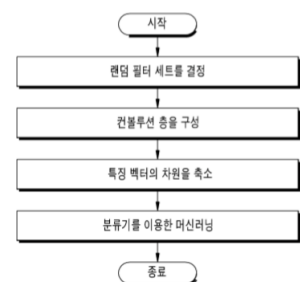 시작
랜덤 필터 세트를 결정
컨볼루션 층을 구성
특징 벡터의 차원을 축소
분류기를 이용한 머신러닝
종료